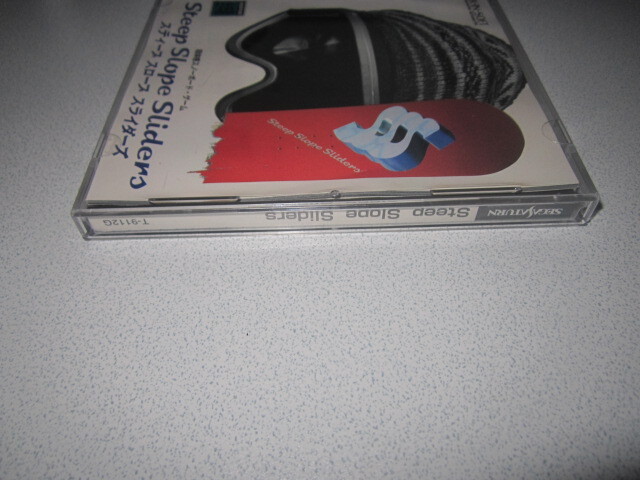 Steep Slope Sliders
スティープ スロープ スライダーズ
Steep Slope Sliders
SEGA SATURN
Steep Slope Sliders
T-9112G